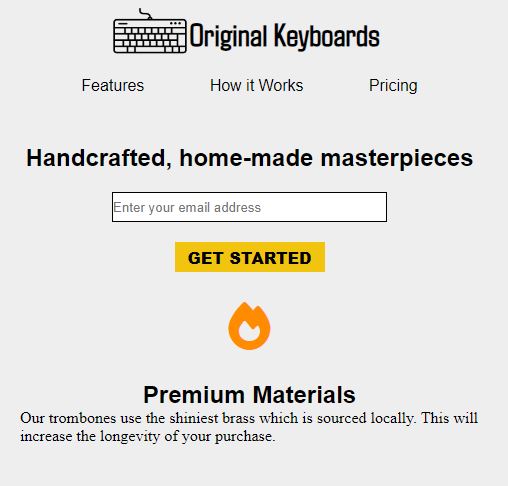 Original Keyboards
Features How it Works Pricing
Handcrafted, home-made masterpieces
Enter your email address
GET STARTED
Premium Materials
Our trombones use the shiniest brass which is sourced locally. This will
increase the longevity of your purchase.